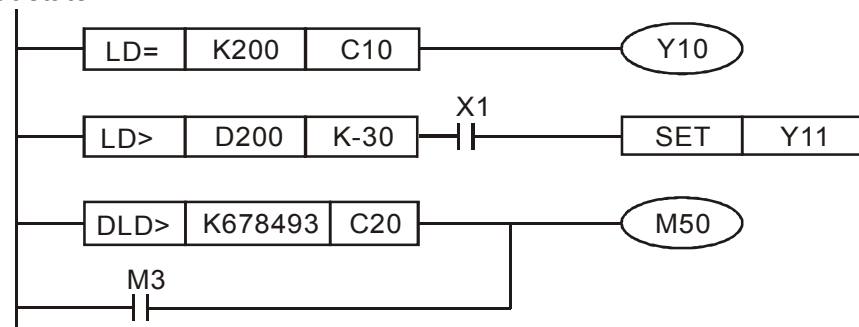 LD= K200 C10 Y10
X1
LD> D200 K-30 SET Y11
DLD> K678493 C20 M50
M3